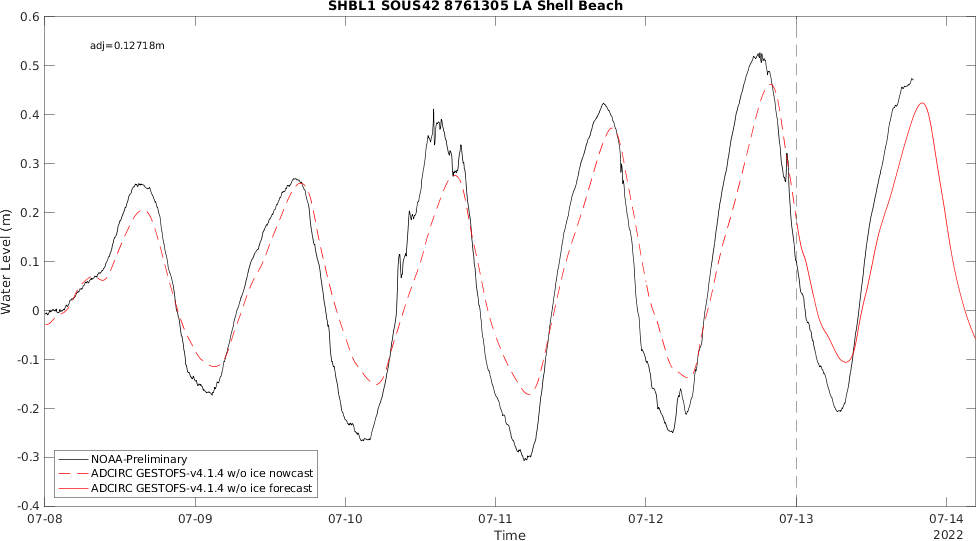 SHBL1 SOUS42 8761305 LA Shell Beach
adj=0.12718m
0.6
0.5
0.4
0.3
0.2
0.1
0
-0.1
-0.2
-0.3
-0.4
Water Level (m)
NOAA-Preliminary
ADCIRC GESTOFS-v4.1.4 w/o ice nowcast
ADCIRC GESTOFS-v4.1.4 w/o ice forecast
07-08 07-09 07-10 07-11 07-12 07-13 07-14
Time
2022